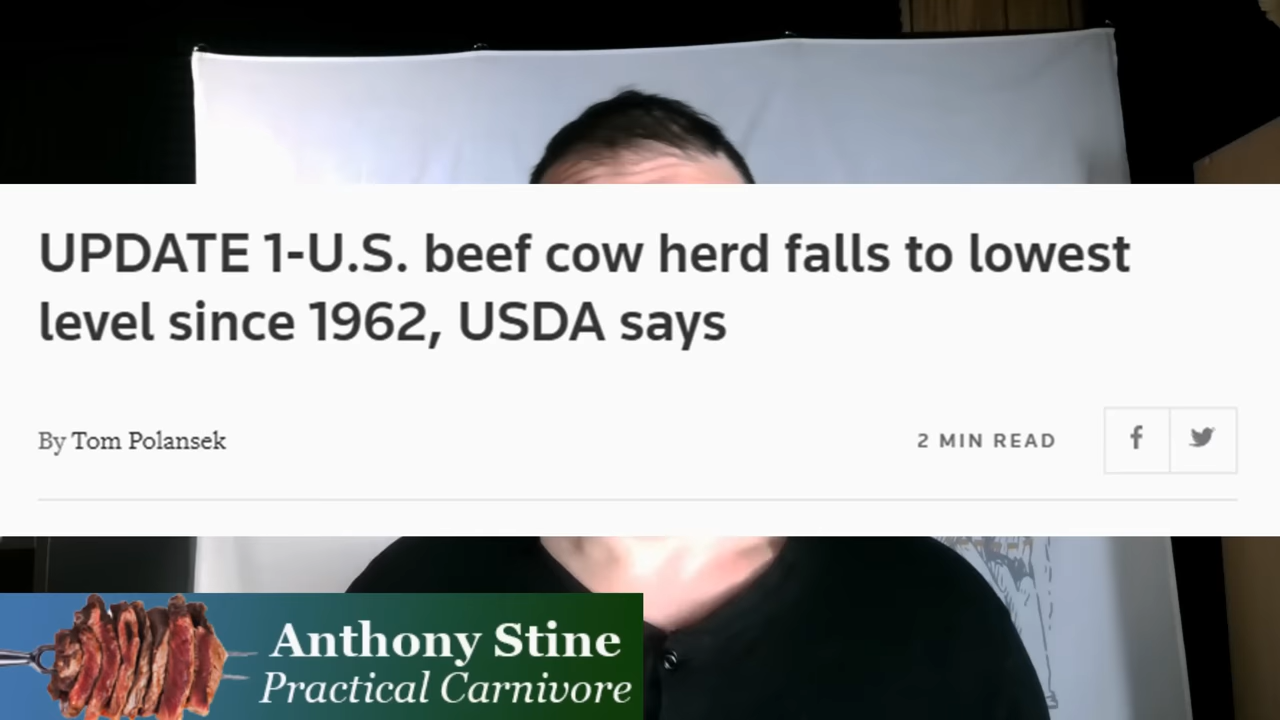 UPDATE 1-U.S. beef cow herd falls to lowest
level since 1962, USDA says
By Tom Polansek
2 MIN READ
Anthony Stine
Practical Carnivore